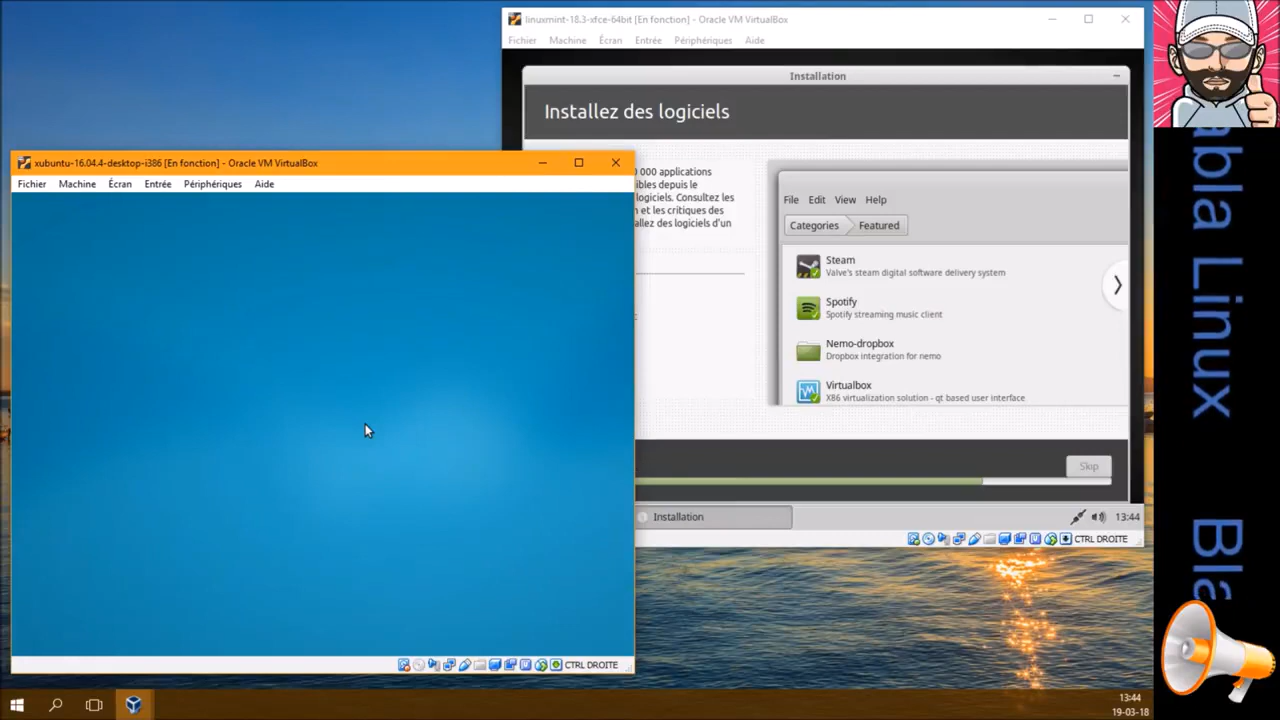 linuxmint-18.3-xfce-64bit [En fonction] - Oracle VM VirtualBox
Fichier Machine Écran Entrée Périphériques Aide
Installation
Installez des logiciels
0 000 applications
ibles depuis le
logiciels. Consultez les
n et les critiques des
tallez des logiciels d'un
File Edit View Help
Categories Featured
Steam
Valve's steam digital software delivery system
Spotify
Spotify streaming music client
Nemo-dropbox
Dropbox integration for nemo
Virtualbox
X86 virtualization solution - qt based user interface
Skip
Installation
13:44
CTRL DROITE
xubuntu-16.04.4-desktop-i386 [En fonction] - Oracle VM VirtualBox
Fichier Machine Écran Entrée Périphériques Aide
CTRL DROITE
13:44
19-03-18
Bla
abla Linux